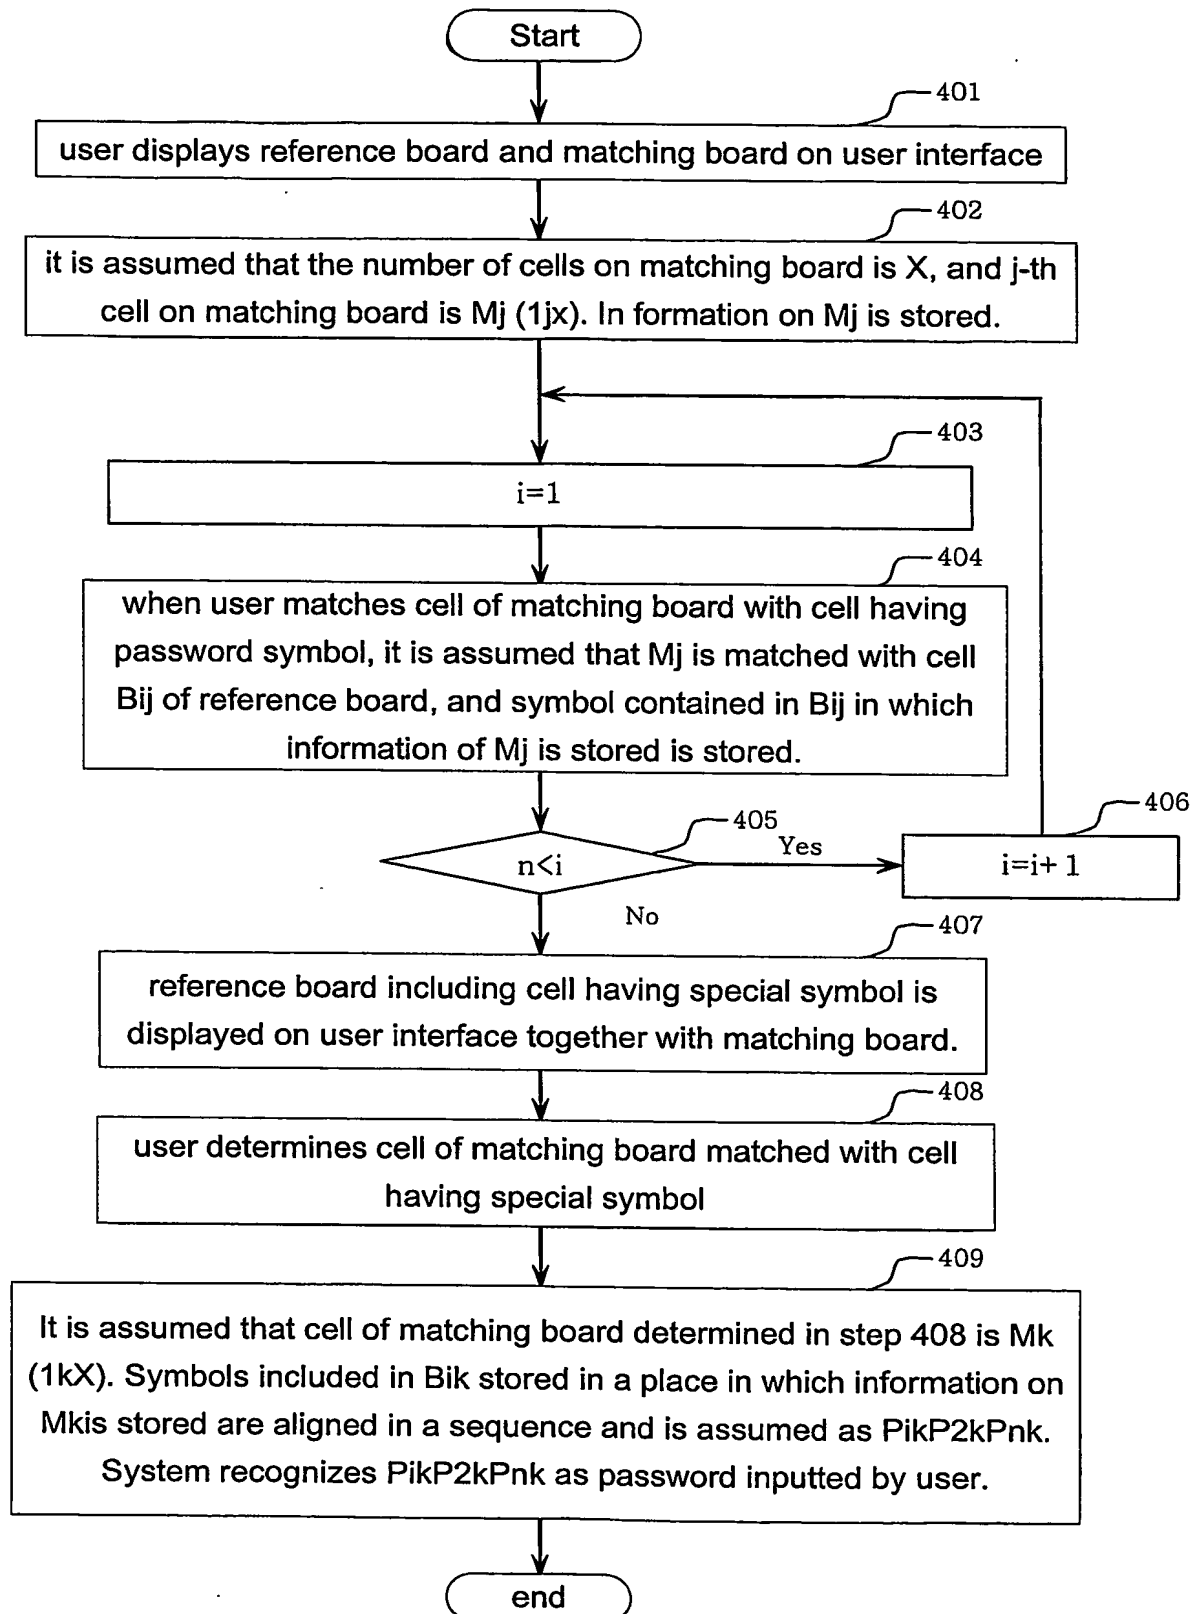 Start
401
user displays reference board and matching board on user interface
402
it is assumed that the number of cells on matching board is X, and j-th
cell on matching board is Mj (1jx). In formation on Mj is stored.
403
i=1
404
when user matches cell of matching board with cell having
password symbol, it is assumed that Mj is matched with cell
Bij of reference board, and symbol contained in Bij in which
information of Mj is stored is stored.
405
n<i
Yes
406
i=i+ 1
No
407
reference board including cell having special symbol is
displayed on user interface together with matching board.
408
user determines cell of matching board matched with cell
having special symbol
409
It is assumed that cell of matching board determined in step 408 is Mk
(1kX). Symbols included in Bik stored in a place in which information on
Mkis stored are aligned in a sequence and is assumed as PikP2kPnk.
System recognizes PikP2kPnk as password inputted by user.
end